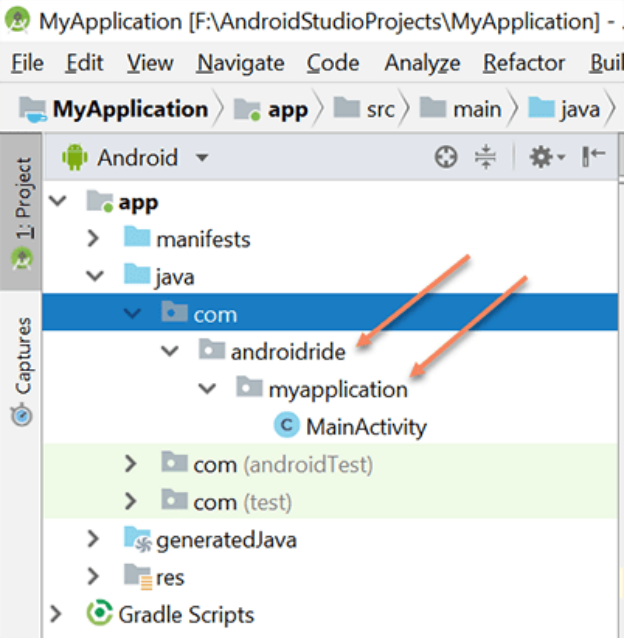 MyApplication [F:\AndroidStudioProjects\MyApplication] -
File Edit View Navigate Code Analyze Refactor Buil
MyApplication app src main java
1: Project
Captures
Android
app
manifests
java
com
androidride
myapplication
C MainActivity
com (androidTest)
com (test)
generatedJava
res
Gradle Scripts